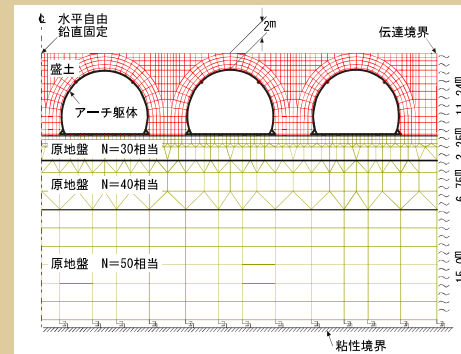 ℄ 水平自由
鉛直固定
2m
伝達境界
盛土
アーチ躯体
原地盤 N=30相当
原地盤 N=40相当
原地盤 N=50相当
粘性境界